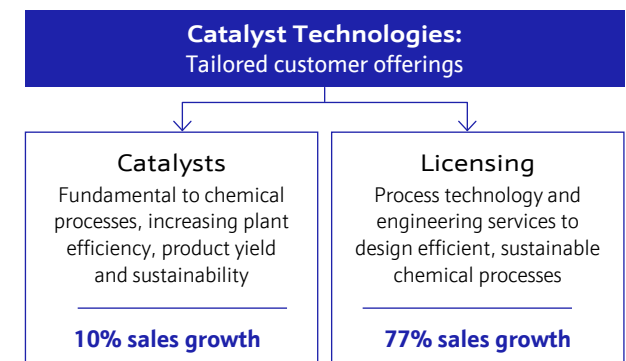 Catalyst Technologies:
Tailored customer offerings
Catalysts
Fundamental to chemical
processes, increasing plant
efficiency, product yield
and sustainability
10% sales growth
Licensing
Process technology and
engineering services to
design efficient, sustainable
chemical processes
77% sales growth